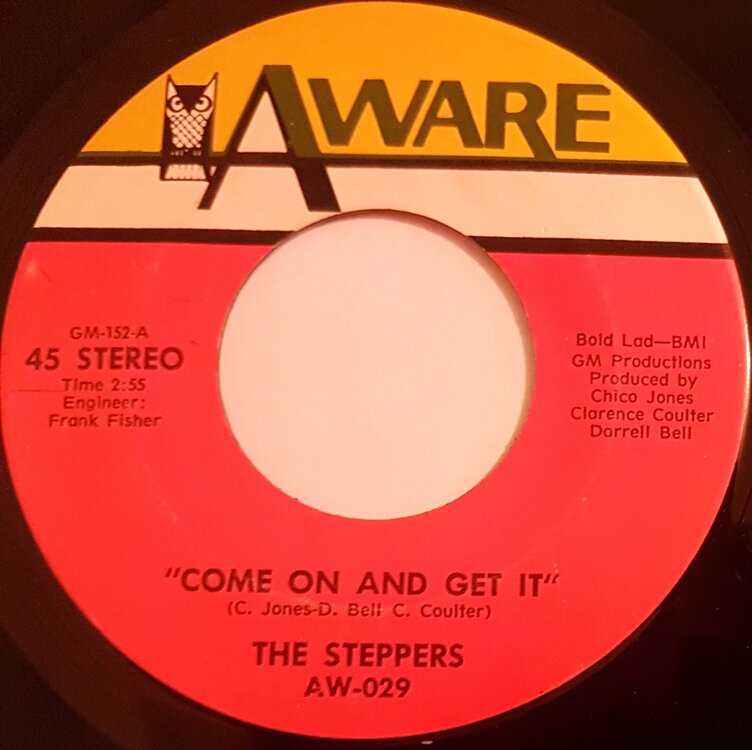 AWARE
GM-152-A
45 STEREO
Time 2:55
Engineer:
Frank Fisher
Bold Lad—BMI
GM Productions
Produced by
Chico Jones
Clarence Coulter
Darrell Bell
"COME ON AND GET IT"
(C. Jones-D. Bell C. Coulter)
THE STEPPERS
AW-029